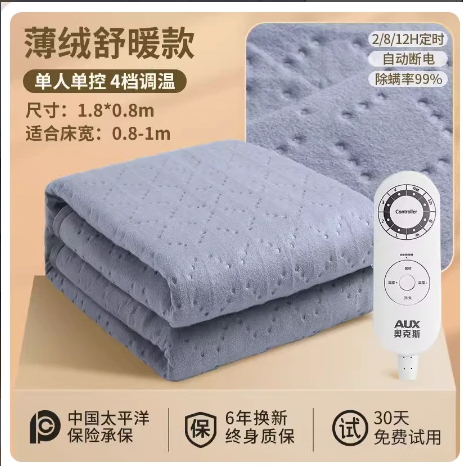 薄绒舒暖款
单人单控 4档调温
尺寸：1.8*0.8m
适合床宽：0.8-1m
2/8/12H定时
自动断电
除螨率99%
Controller
AUX
奥克斯
中国太平洋
保险承保
保
6年换新
终身质保
试
30天
免费试用